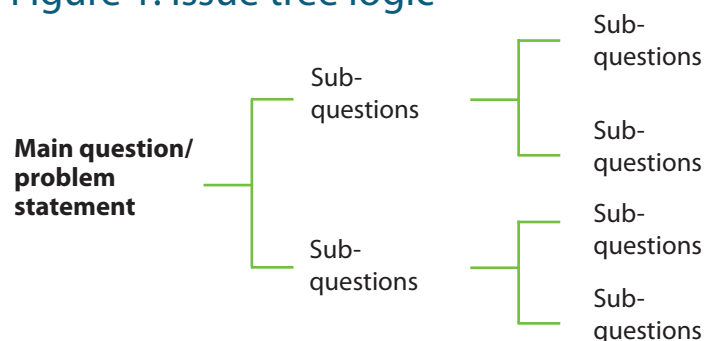 Figure 1: Issue tree logic
Sub-
questions
Sub-
questions
Main question/
problem
statement
Sub-
questions
Sub-
questions
Sub-
questions
Sub-
questions